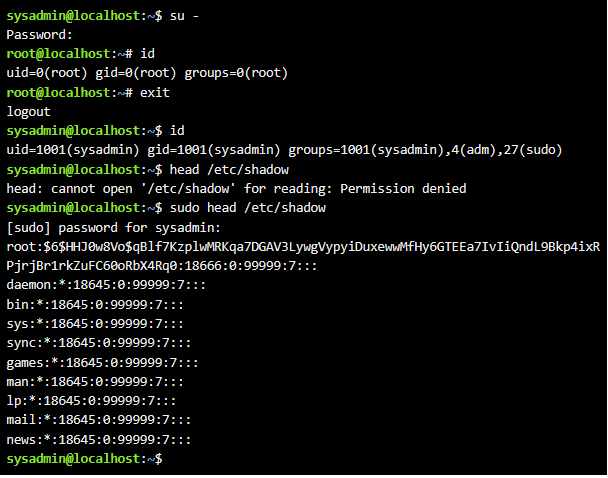 sysadmin@localhost:~$ su -
Password:
root@localhost:~# id
uid=0(root) gid=0(root) groups=0(root)
root@localhost:~# exit
logout
sysadmin@localhost:~$ id
uid=1001(sysadmin) gid=1001(sysadmin) groups=1001(sysadmin),4(adm),27(sudo)
sysadmin@localhost:~$ head /etc/shadow
head: cannot open '/etc/shadow' for reading: Permission denied
sysadmin@localhost:~$ sudo head /etc/shadow
[sudo] password for sysadmin:
root:$6$HHJ0w8Vo$qBlf7KzplwMRKqa7DGAV3LywgVypyiDuxewwMfHy6GTEEa7IvIiQndL9Bkp4ixR
PjrjBr1rkZuFC60oRbX4Rq0:18666:0:99999:7:::
daemon:*:18645:0:99999:7:::
bin:*:18645:0:99999:7:::
sys:*:18645:0:99999:7:::
sync:*:18645:0:99999:7:::
games:*:18645:0:99999:7:::
man:*:18645:0:99999:7:::
lp:*:18645:0:99999:7:::
mail:*:18645:0:99999:7:::
news:*:18645:0:99999:7:::
sysadmin@localhost:~$